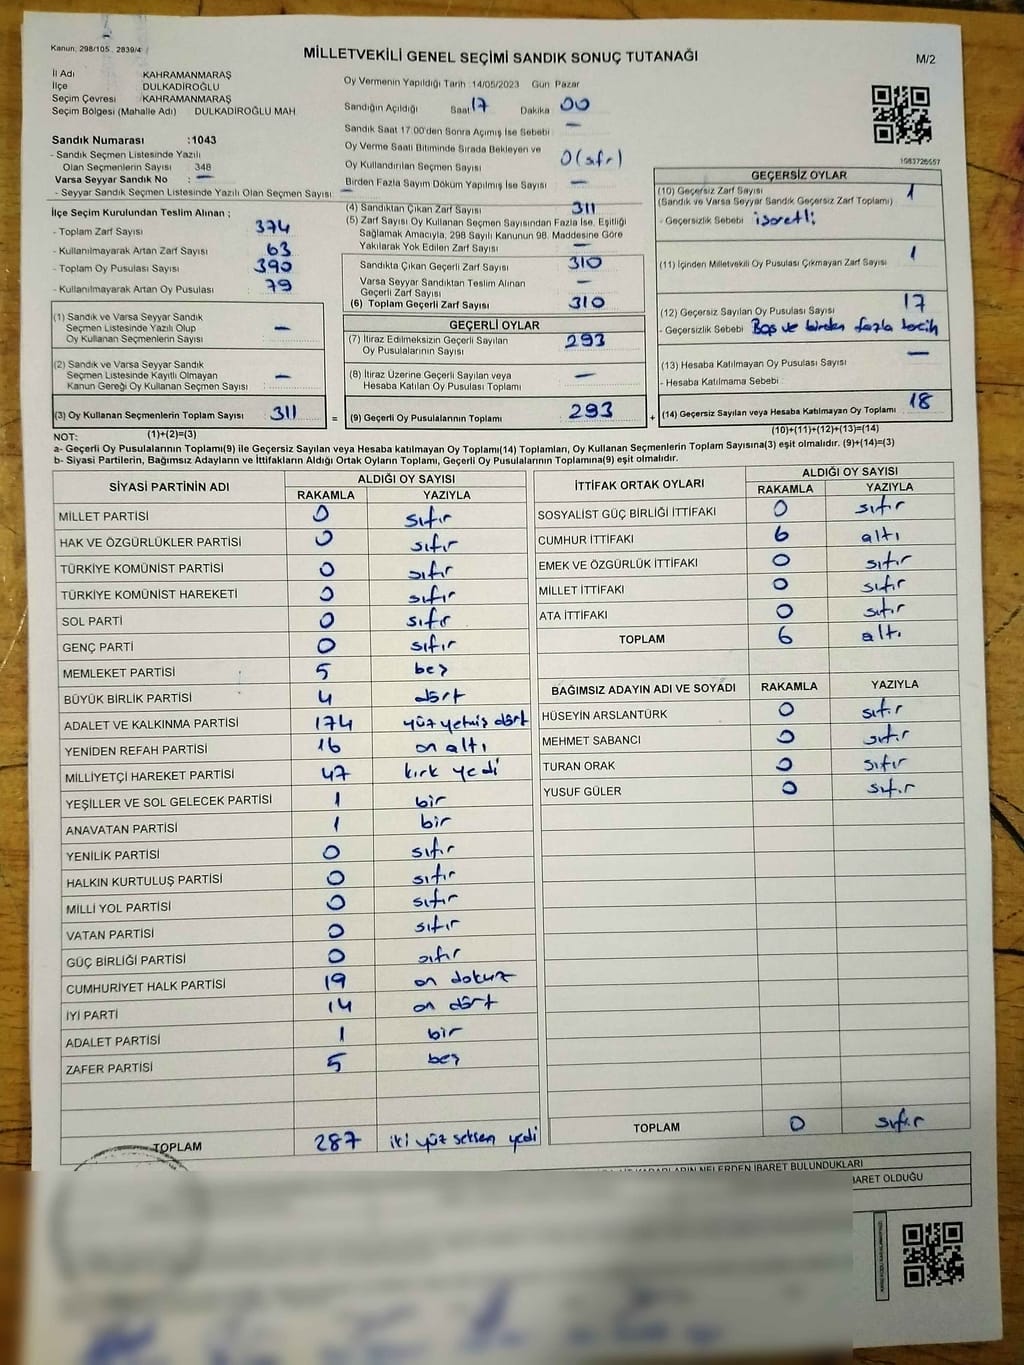 Kanun: 298/105 2839/4
MİLLETVEKİLİ GENEL SEÇİMİ SANDIK SONUÇ TUTANAĞI
M/2
İl Adı KAHRAMANMARAŞ
İlçe DULKADİROĞLU
Seçim Çevresi KAHRAMANMARAŞ
Seçim Bölgesi (Mahalle Adı) DULKADİROĞLU MAH
Sandık Numarası :1043
- Sandık Seçmen Listesinde Yazılı
Olan Seçmenlerin Sayısı 348
Varsa Seyyar Sandık No : —
- Seyyar Sandık Seçmen Listesinde Yazılı Olan Seçmen Sayısı : —
Oy Vermenin Yapıldığı Tarih :14/05/2023 Gün Pazar
Sandığın Açıldığı Saat 17 Dakika 00
Sandık Saat 17.00'den Sonra Açımış İse Sebebi : —
Oy Verme Saati Bitiminde Sırada Bekleyen ve
Oy Kullandırılan Seçmen Sayısı 0 (sıfır)
Birden Fazla Sayım Döküm Yapılmış İse Sayısı —
1983726557
İlçe Seçim Kurulundan Teslim Alınan ;
- Toplam Zarf Sayısı 374
- Kullanılmayarak Artan Zarf Sayısı 63
- Toplam Oy Pusulası Sayısı 390
- Kullanılmayarak Artan Oy Pusulası 79
(1) Sandık ve Varsa Seyyar Sandık
Seçmen Listesinde Yazılı Olup
Oy Kullanan Seçmenlerin Sayısı —
(2) Sandık ve Varsa Seyyar Sandık
Seçmen Listesinde Kayıtlı Olmayan
Kanun Gereği Oy Kullanan Seçmen Sayısı —
(3) Oy Kullanan Seçmenlerin Toplam Sayısı 311
(4) Sandıktan Çıkan Zarf Sayısı 311
(5) Zarf Sayısı Oy Kullanan Seçmen Sayısından Fazla İse, Eşitliği
Sağlamak Amacıyla, 298 Sayılı Kanunun 98. Maddesine Göre
Yakılarak Yok Edilen Zarf Sayısı —
Sandıkta Çıkan Geçerli Zarf Sayısı 310
Varsa Seyyar Sandıktan Teslim Alınan
Geçerli Zarf Sayısı —
(6) Toplam Geçerli Zarf Sayısı 310
GEÇERLİ OYLAR
(7) İtiraz Edilmeksizin Geçerli Sayılan
Oy Pusulalarının Sayısı 293
(8) İtiraz Üzerine Geçerli Sayılan veya
Hesaba Katılan Oy Pusulası Toplamı —
= (9) Geçerli Oy Pusulalarının Toplamı 293 +
GEÇERSİZ OYLAR
(10) Geçersiz Zarf Sayısı
(Sandık ve Varsa Seyyar Sandık Geçersiz Zarf Toplamı) 1
- Geçersizlik Sebebi işaretli
(11) İçinden Milletvekili Oy Pusulası Çıkmayan Zarf Sayısı 1
(12) Geçersiz Sayılan Oy Pusulası Sayısı 17
- Geçersizlik Sebebi Boş ve birden fazla tercih
(13) Hesaba Katılmayan Oy Pusulası Sayısı —
- Hesaba Katılmama Sebebi :
(14) Geçersiz Sayılan veya Hesaba Katılmayan Oy Toplamı 18
NOT: (1)+(2)=(3)
(10)+(11)+(12)+(13)=(14)
a- Geçerli Oy Pusulalarının Toplamı(9) ile Geçersiz Sayılan veya Hesaba katılmayan Oy Toplamı(14) Toplamları, Oy Kullanan Seçmenlerin Toplam Sayısına(3) eşit olmalıdır. (9)+(14)=(3)
b- Siyasi Partilerin, Bağımsız Adayların ve İttifakların Aldığı Ortak Oyların Toplamı, Geçerli Oy Pusulalarının Toplamına(9) eşit olmalıdır.
SİYASİ PARTİNİN ADI ALDIĞI OY SAYISI
RAKAMLA YAZIYLA
MİLLET PARTİSİ 0 sıfır
HAK VE ÖZGÜRLÜKLER PARTİSİ 0 sıfır
TÜRKİYE KOMÜNİST PARTİSİ 0 sıfır
TÜRKİYE KOMÜNİST HAREKETİ 0 sıfır
SOL PARTİ 0 sıfır
GENÇ PARTİ 0 sıfır
MEMLEKET PARTİSİ 5 beş
BÜYÜK BİRLİK PARTİSİ 4 dört
ADALET VE KALKINMA PARTİSİ 174 yüz yetmiş dört
YENİDEN REFAH PARTİSİ 16 on altı
MİLLİYETÇİ HAREKET PARTİSİ 47 kırk yedi
YEŞİLLER VE SOL GELECEK PARTİSİ 1 bir
ANAVATAN PARTİSİ 1 bir
YENİLİK PARTİSİ 0 sıfır
HALKIN KURTULUŞ PARTİSİ 0 sıfır
MİLLİ YOL PARTİSİ 0 sıfır
VATAN PARTİSİ 0 sıfır
GÜÇ BİRLİĞİ PARTİSİ 0 sıfır
CUMHURİYET HALK PARTİSİ 19 on dokuz
İYİ PARTİ 14 on dört
ADALET PARTİSİ 1 bir
ZAFER PARTİSİ 5 beş
TOPLAM 287 iki yüz seksen yedi
İTTİFAK ORTAK OYLARI ALDIĞI OY SAYISI
RAKAMLA YAZIYLA
SOSYALİST GÜÇ BİRLİĞİ İTTİFAKI 0 sıfır
CUMHUR İTTİFAKI 6 altı
EMEK VE ÖZGÜRLÜK İTTİFAKI 0 sıfır
MİLLET İTTİFAKI 0 sıfır
ATA İTTİFAKI 0 sıfır
TOPLAM 6 altı
BAĞIMSIZ ADAYIN ADI VE SOYADI RAKAMLA YAZIYLA
HÜSEYİN ARSLANTÜRK 0 sıfır
MEHMET SABANCI 0 sıfır
TURAN ORAK 0 sıfır
YUSUF GÜLER 0 sıfır
TOPLAM 0 sıfır
KARARLARIN NELERDEN İBARET BULUNDUKLARI
İBARET OLDUĞU